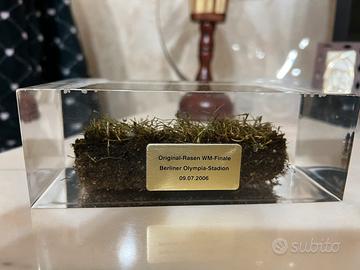 Original-Rasen WM-Finale
Berliner Olympia-Stadion
09.07.2006
subito